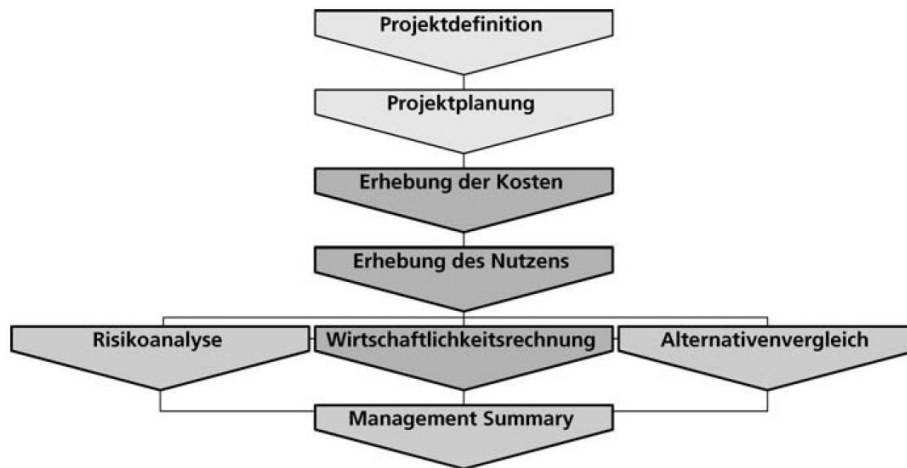 Projektdefinition
Projektplanung
Erhebung der Kosten
Erhebung des Nutzens
Risikoanalyse
Wirtschaftlichkeitsrechnung
Alternativenvergleich
Management Summary